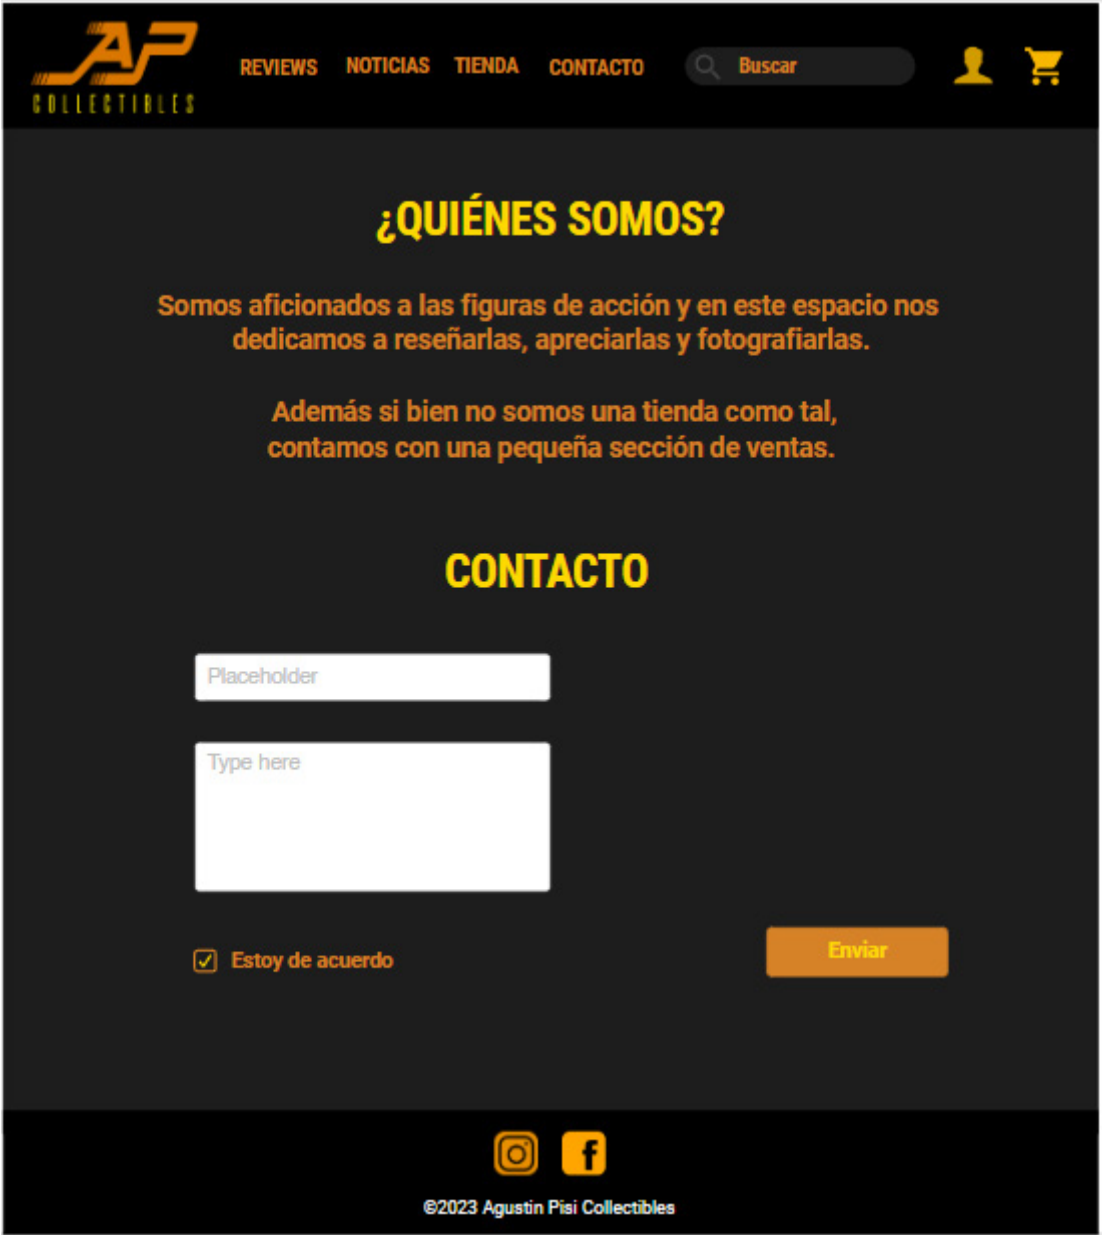 AP
COLLECTIBLES
REVIEWS NOTICIAS TIENDA CONTACTO Buscar
¿QUIÉNES SOMOS?
Somos aficionados a las figuras de acción y en este espacio nos
dedicamos a reseñarlas, apreciarlas y fotografiarlas.
Además si bien no somos una tienda como tal,
contamos con una pequeña sección de ventas.
CONTACTO
Placeholder
Type here
Estoy de acuerdo
Enviar
©2023 Agustin Pisi Collectibles